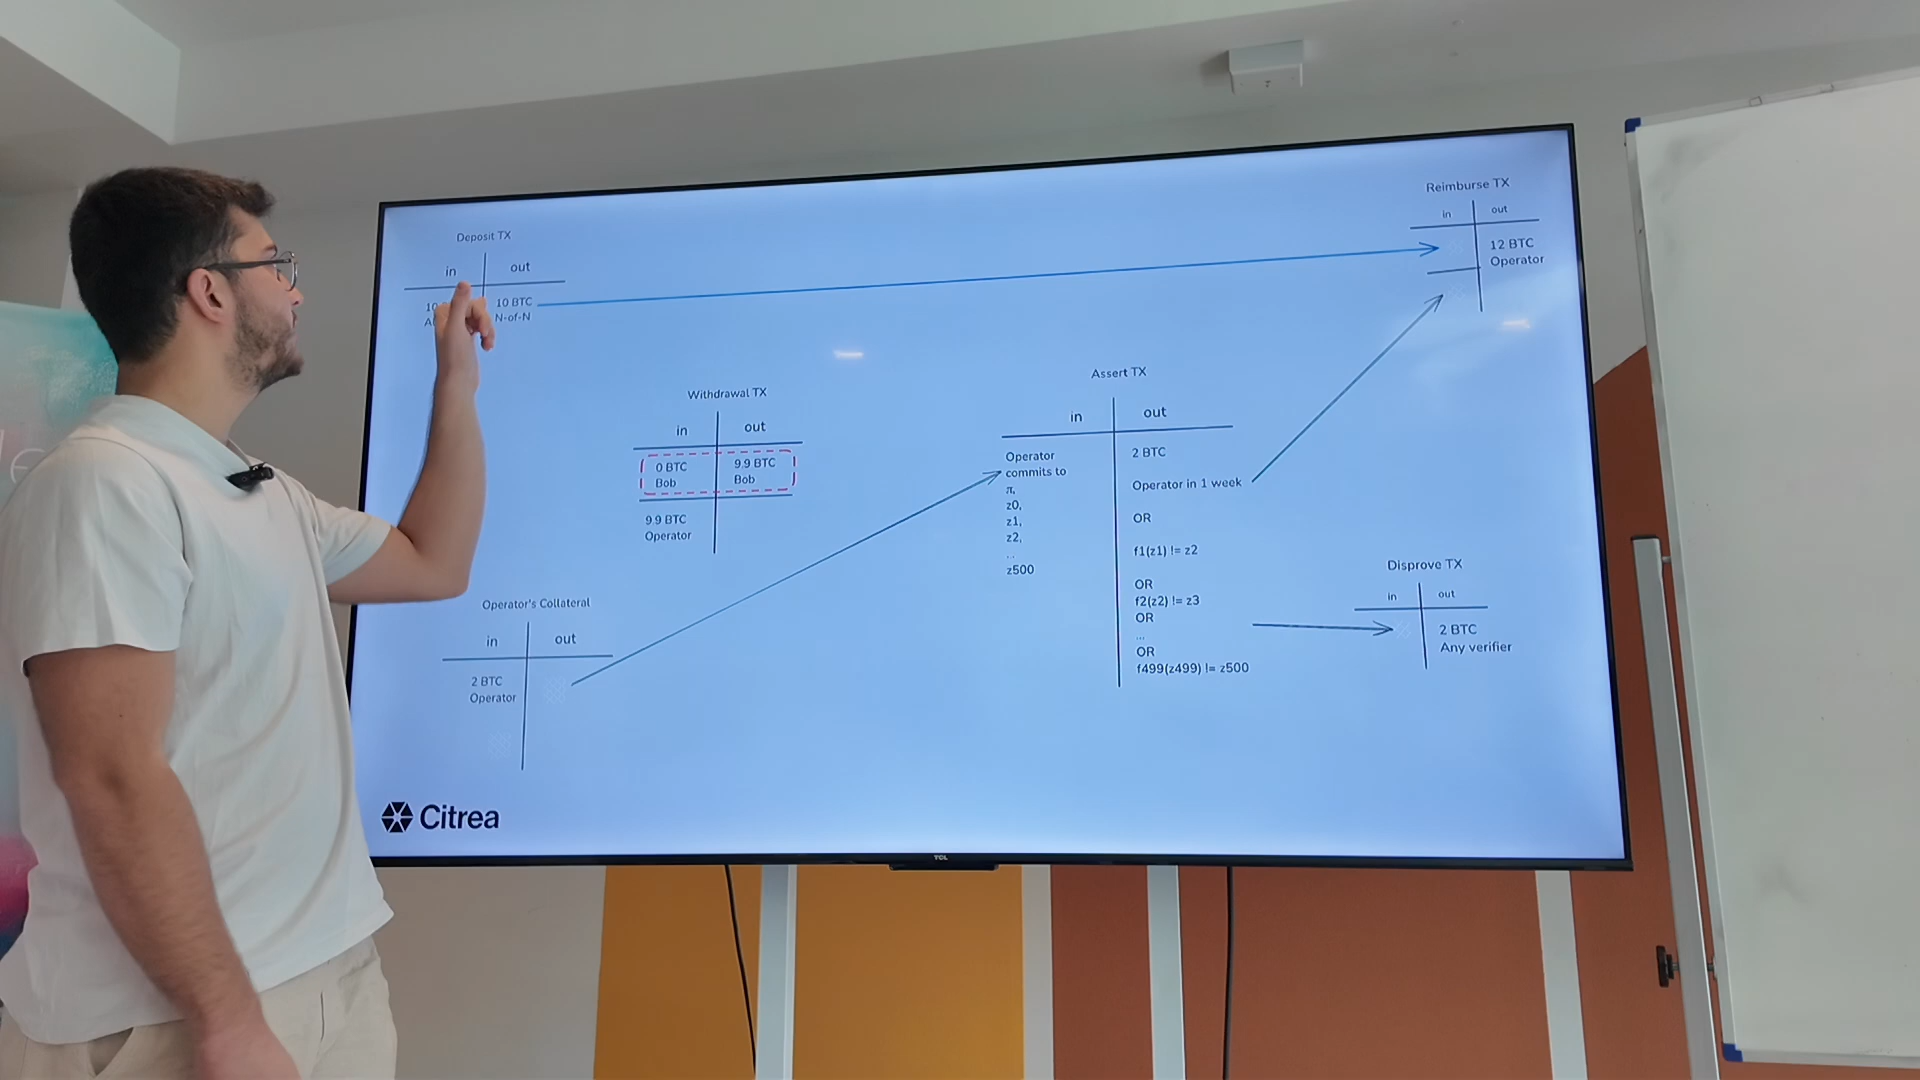 Deposit TX
in
out
10
10 BTC
N-of-N
Reimburse TX
in
out
12 BTC
Operator
Withdrawal TX
in
out
0 BTC
Bob
9.9 BTC
Bob
9.9 BTC
Operator
Assert TX
in
out
Operator
commits to
π,
z0,
z1,
z2,
...
z500
2 BTC
Operator in 1 week
OR
f1(z1) != z2
OR
f2(z2) != z3
OR
...
OR
f499(z499) != z500
Disprove TX
in
out
2 BTC
Any verifier
Operator's Collateral
in
out
2 BTC
Operator
Citrea
TCL